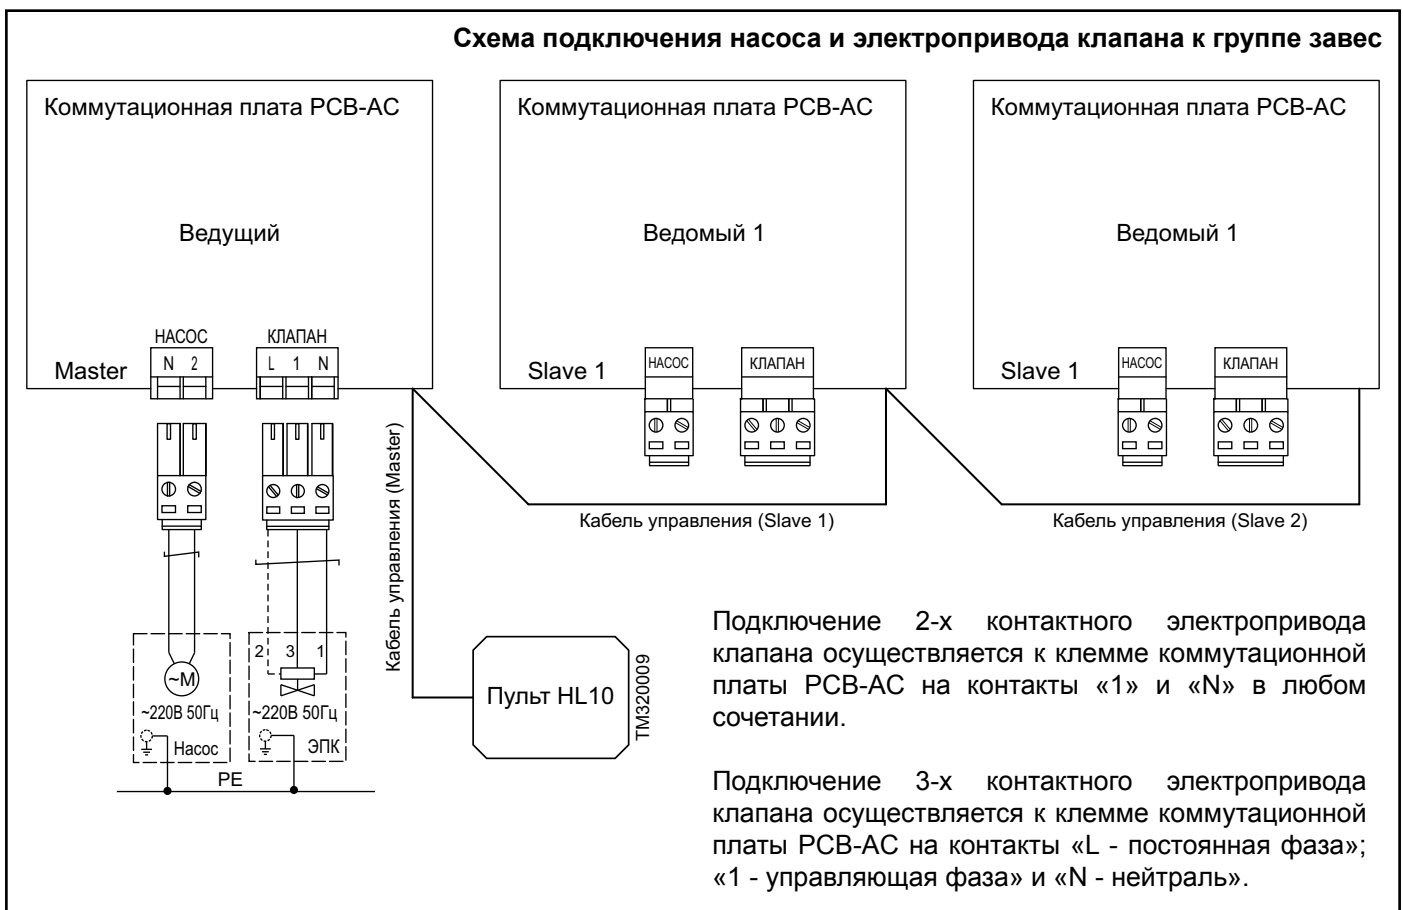 Схема подключения насоса и электропривода клапана к группе завес
Коммутационная плата PCB-AC
Ведущий
НАСОС
КЛАПАН
N 2
L 1 N
Master
Коммутационная плата PCB-AC
Ведомый 1
Slave 1
НАСОС
КЛАПАН
Коммутационная плата PCB-AC
Ведомый 1
Slave 1
НАСОС
КЛАПАН
Кабель управления (Master)
Кабель управления (Slave 1)
Кабель управления (Slave 2)
~M
~220В 50Гц
Насос
2 3 1
~220В 50Гц
ЭПК
PE
Пульт HL10
TM320009
Подключение 2-х контактного электропривода
клапана осуществляется к клемме коммутационной
платы PCB-AC на контакты «1» и «N» в любом
сочетании.
Подключение 3-х контактного электропривода
клапана осуществляется к клемме коммутационной
платы PCB-AC на контакты «L - постоянная фаза»;
«1 - управляющая фаза» и «N - нейтраль».